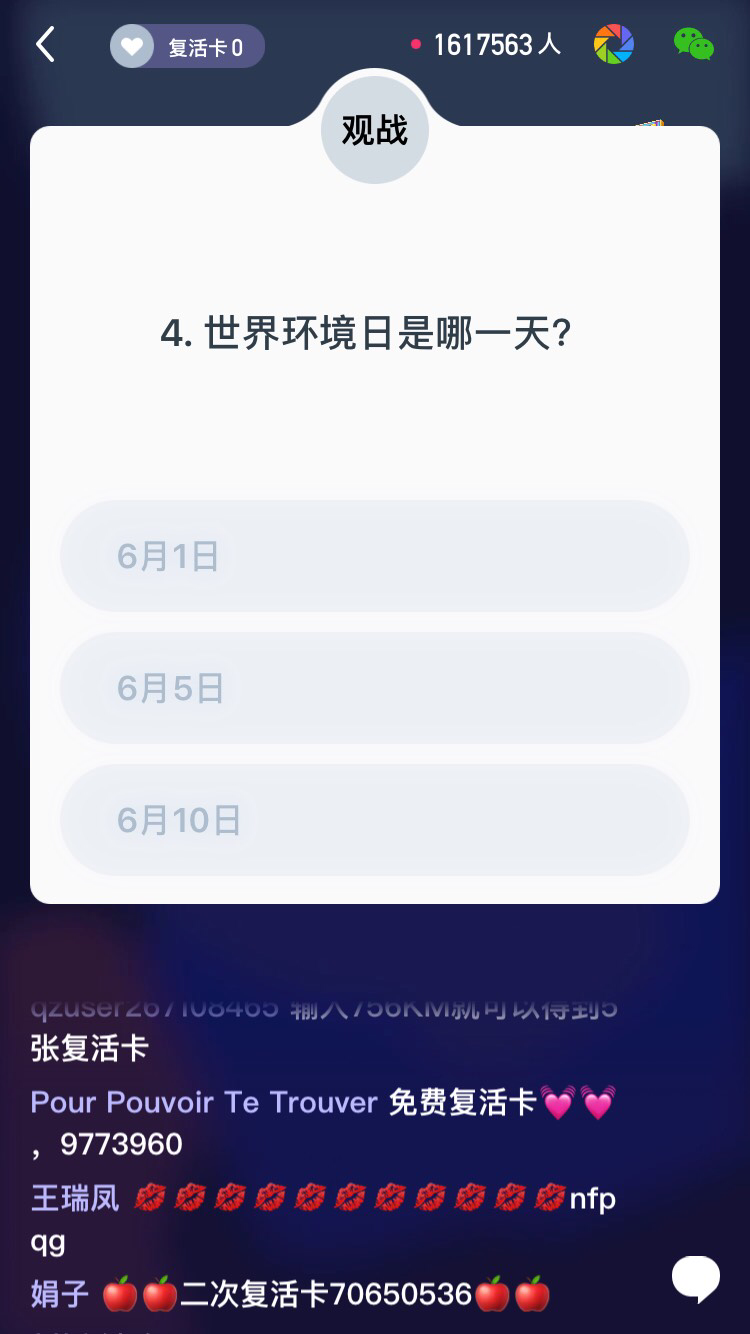 复活卡0
1617563人
观战
4. 世界环境日是哪一天?
6月1日
6月5日
6月10日
qzuser267108465 输入756KM就可以得到5
张复活卡
Pour Pouvoir Te Trouver 免费复活卡💓💓
，9773960
王瑞凤 💋💋💋💋💋💋💋💋💋💋💋nfp
qg
娟子 🍎🍎二次复活卡70650536🍎🍎